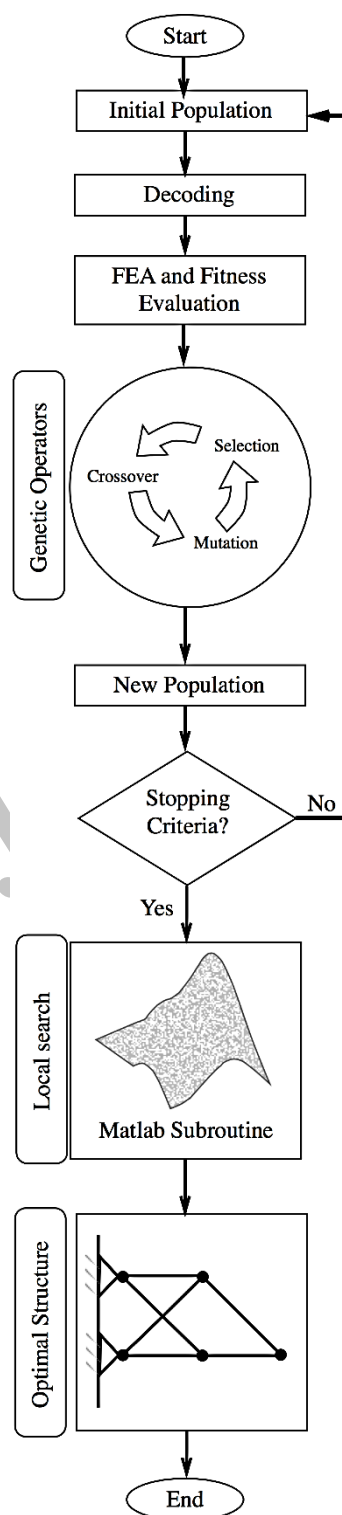 Start
Initial Population
Decoding
FEA and Fitness
Evaluation
Genetic Operators
Selection
Crossover
Mutation
New Population
Stopping
Criteria?
No
Yes
Local search
Matlab Subroutine
Optimal Structure
End